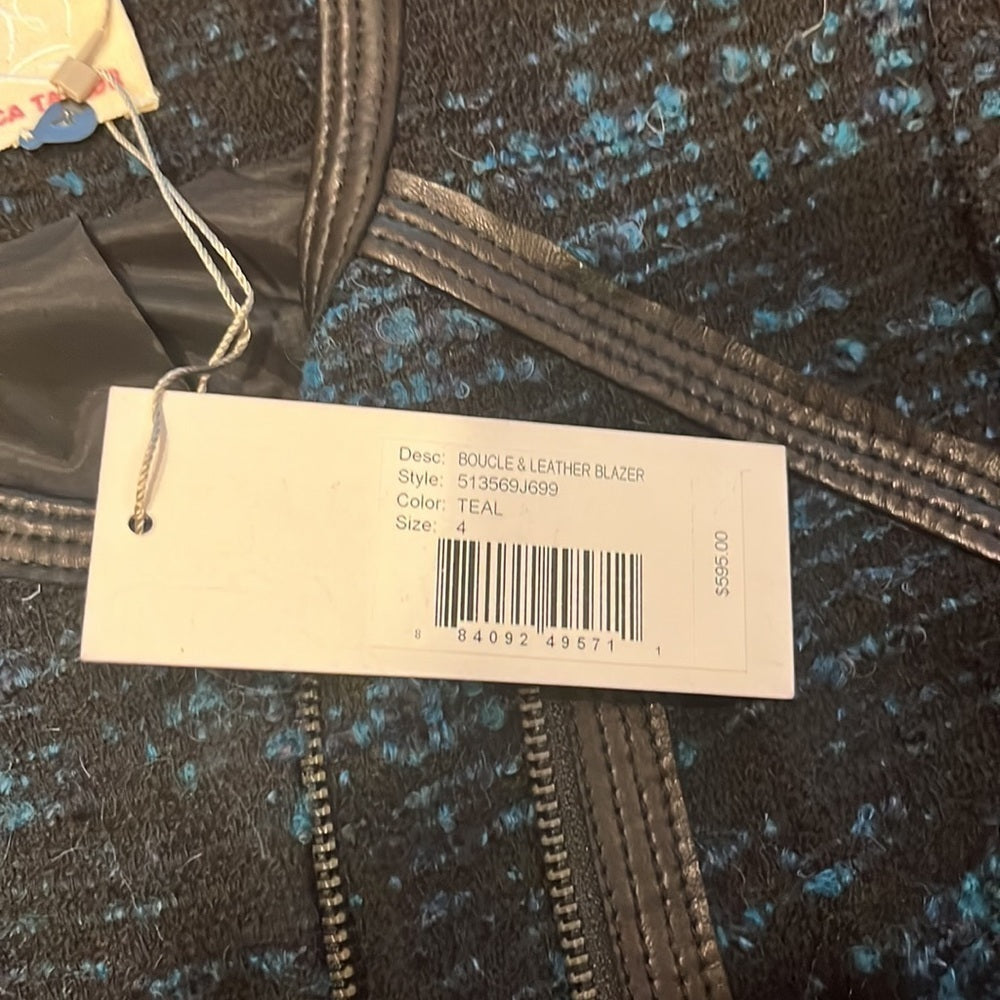 Desc: BOUCLE & LEATHER BLAZER
Style: 513569J699
Color: TEAL
Size: 4
8 84092 49571 1
$595.00